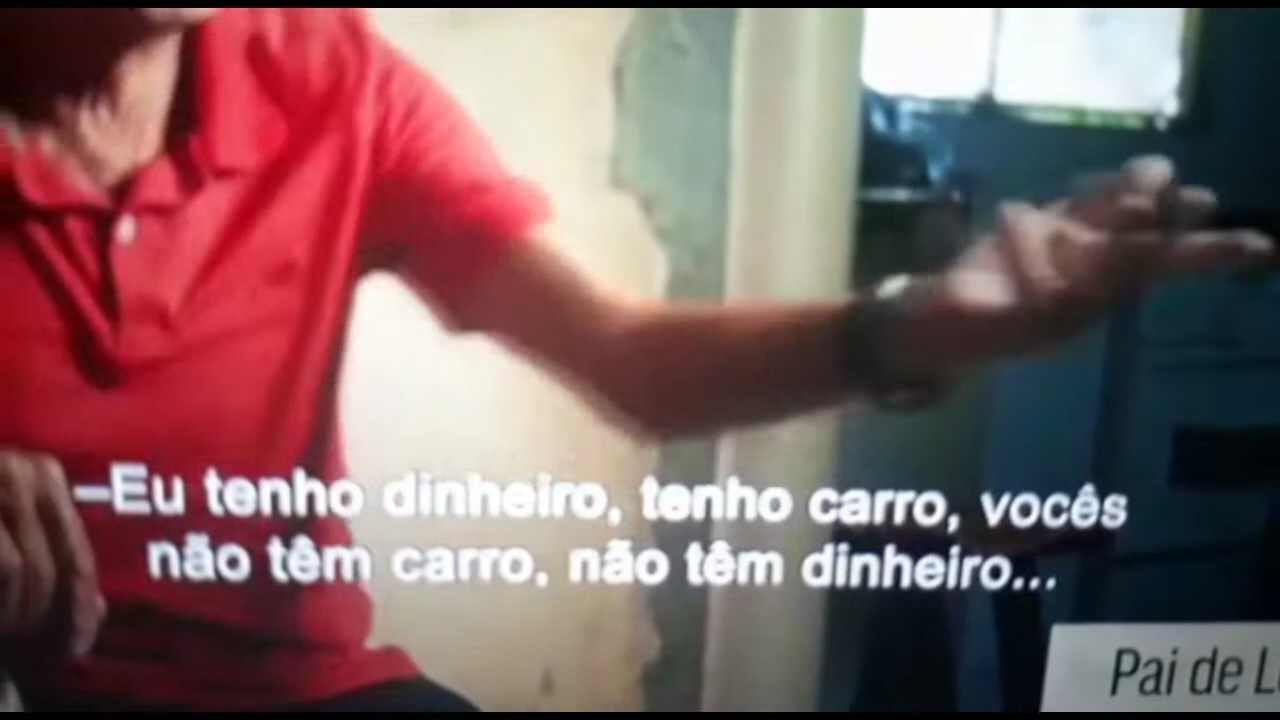 –Eu tenho dinheiro, tenho carro, vocês
não têm carro, não têm dinheiro...
Pai de